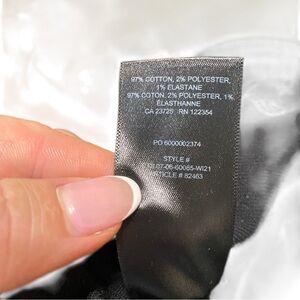 97% COTTON, 2% POLYESTER,
1% ELASTANE
97% COTON, 2% POLYESTER, 1%
ÉLASTHANNE
CA 23725 RN 122354
PO 6000002374
STYLE #
ARTICLE # 82463